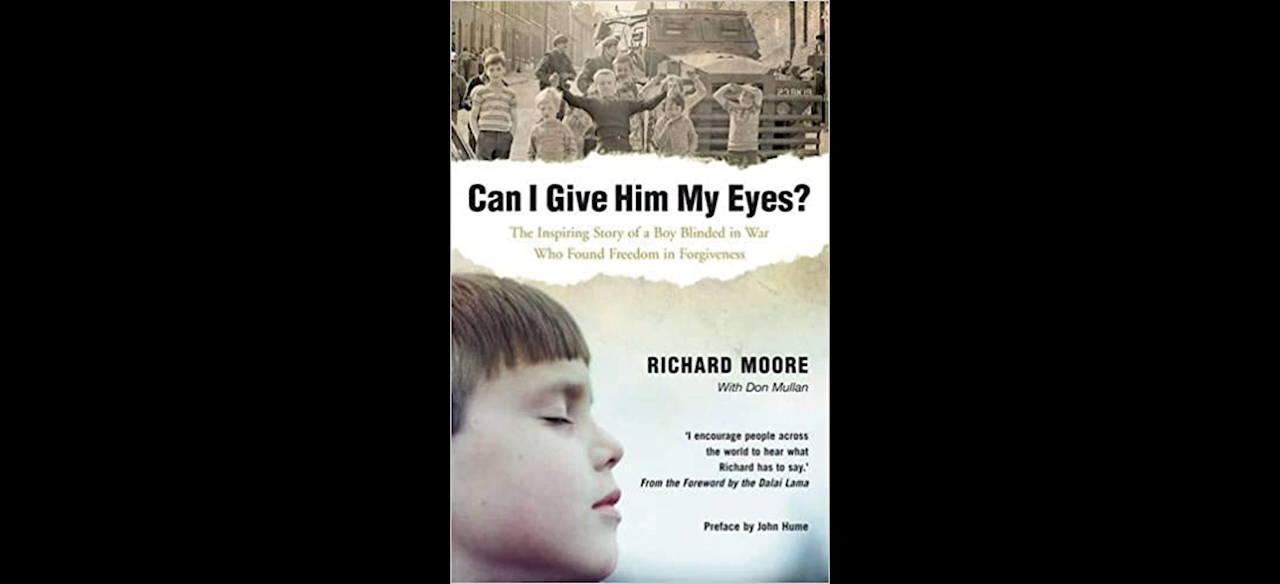 23BK19
Can I Give Him My Eyes?
The Inspiring Story of a Boy Blinded in War
Who Found Freedom in Forgiveness
RICHARD MOORE
With Don Mullan
'I encourage people across
the world to hear what
Richard has to say.'
From the Foreword by the Dalai Lama
Preface by John Hume